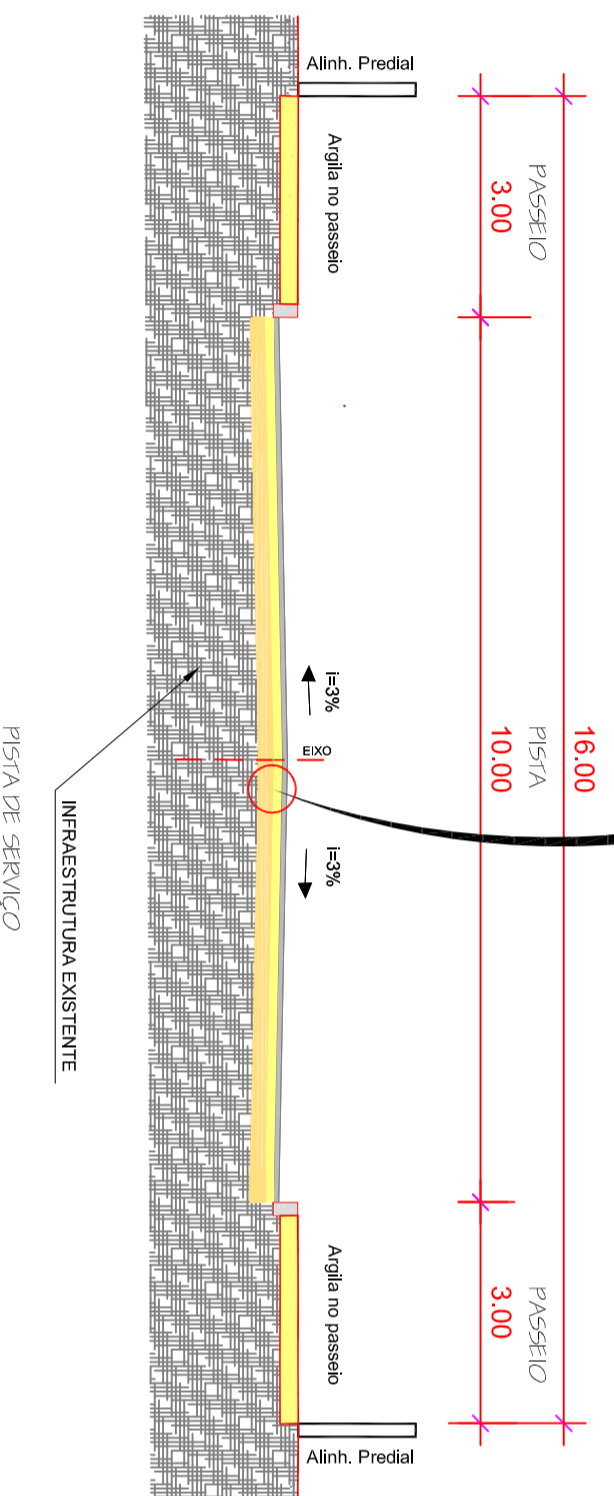 16.00
PASSEIO
3.00
PISTA
10.00
PASSEIO
3.00
Alinh. Predial
Argila no passeio
i=3%
EIXO
i=3%
Argila no passeio
Alinh. Predial
INFRAESTRUTURA EXISTENTE
PISTA DE SERVIÇO